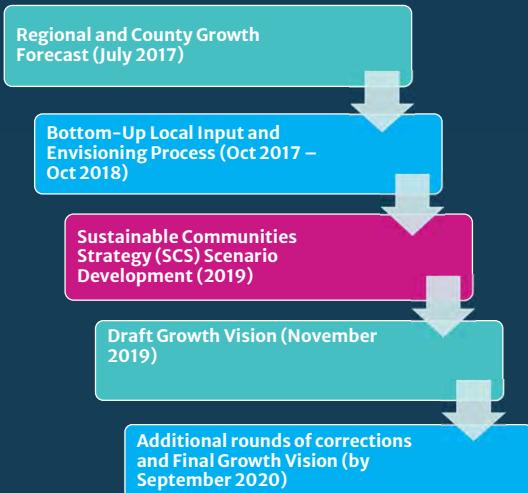 Regional and County Growth
Forecast (July 2017)
Bottom-Up Local Input and
Envisioning Process (Oct 2017 –
Oct 2018)
Sustainable Communities
Strategy (SCS) Scenario
Development (2019)
Draft Growth Vision (November
2019)
Additional rounds of corrections
and Final Growth Vision (by
September 2020)